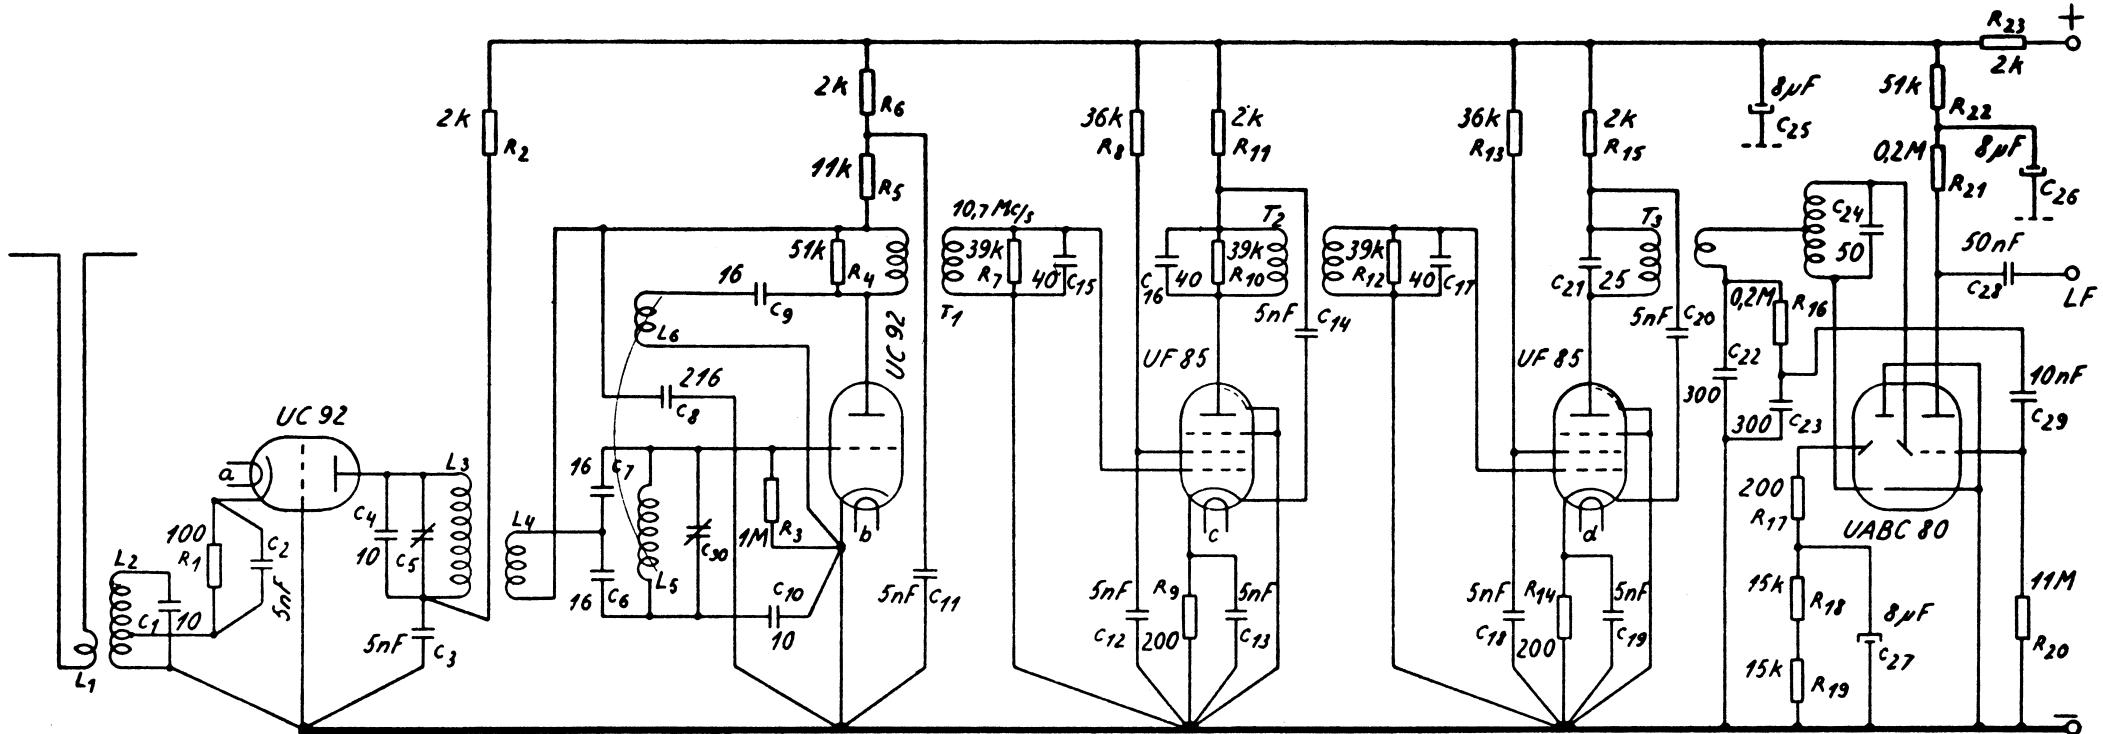 R23
+
2k
2k
R6
2k
R2
11k
R5
36k
R8
2k
R11
36k
R13
2k
R15
8µF
C25
51k
R22
0,2M
R21
8µF
C26
51k
R4
10,7 Mc/s
39k
R7
40
C15
T1
C16
40
39k
R10
T2
39k
R12
40
C17
C21
25
T3
C24
50
50nF
C28
LF
16
C9
L6
UC 92
5nF
C14
5nF
C20
0,2M
R16
UF 85
UF 85
C22
300
300
C23
10nF
C29
216
C8
UC 92
a
L3
C4
10
C5
16
C7
L4
1M
R3
C30
b
c
d
200
R17
UABC 80
100
R1
C2
5nF
L2
C1
10
5nF
C3
L1
16
C6
L5
C10
10
5nF
C11
5nF
C12
R9
200
5nF
C13
5nF
C18
R14
200
5nF
C19
15k
R18
8µF
C27
15k
R19
11M
R20
−